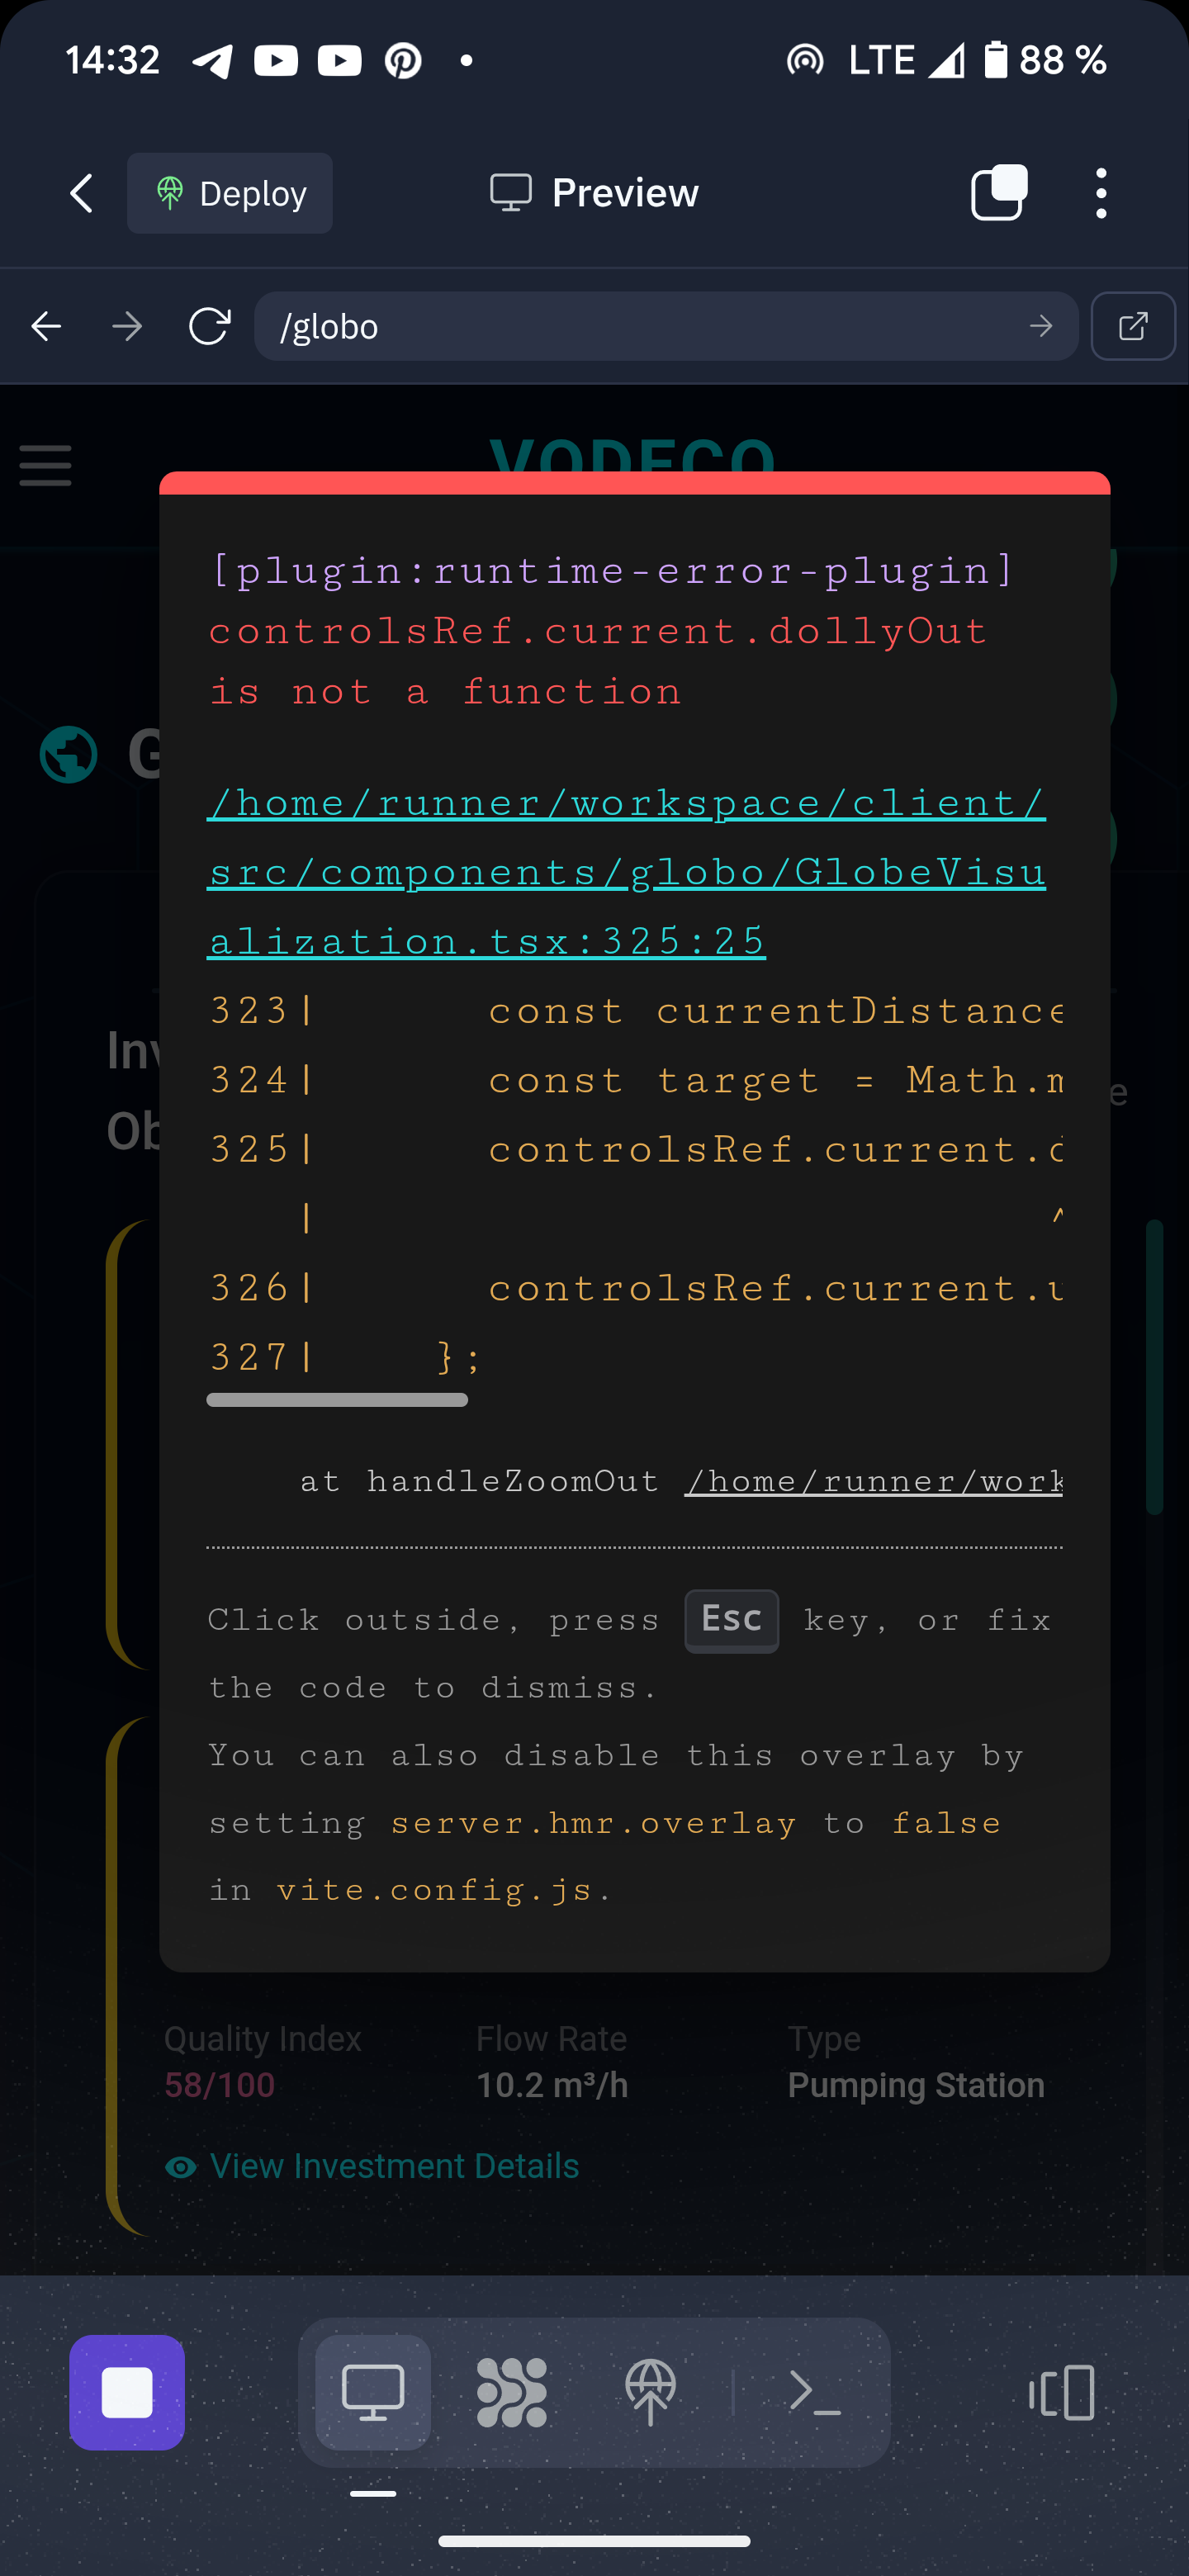 14:32
LTE
88 %
Deploy
Preview
/globo
VODECO
[plugin:runtime-error-plugin]
controlsRef.current.dollyOut
is not a function
/home/runner/workspace/client/
src/components/globo/GlobeVisu
alization.tsx:325:25
323|      const currentDistance
324|      const target = Math.m
325|      controlsRef.current.d
|                         ^
326|      controlsRef.current.u
327|    };
at handleZoomOut /home/runner/work
Click outside, press Esc key, or fix
the code to dismiss.
You can also disable this overlay by
setting server.hmr.overlay to false
in vite.config.js.
G
Inv
Ob
e
Quality Index
Flow Rate
Type
58/100
10.2 m³/h
Pumping Station
View Investment Details